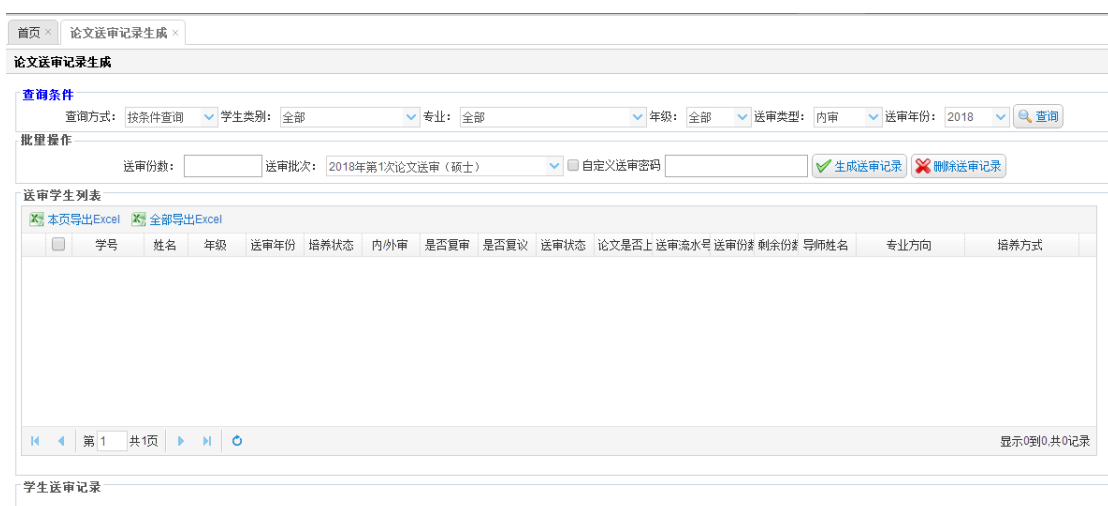 首页 × 论文送审记录生成 ×
论文送审记录生成
查询条件
查询方式： 按条件查询 学生类别： 全部 专业： 全部 年级： 全部 送审类型： 内审 送审年份： 2018 查询
批量操作
送审份数： 送审批次： 2018年第1次论文送审（硕士） 自定义送审密码 生成送审记录 删除送审记录
送审学生列表
本页导出Excel 全部导出Excel
学号 姓名 年级 送审年份 培养状态 内/外审 是否复审 是否复议 送审状态 论文是否上 送审流水号 送审份数 剩余份数 导师姓名 专业方向 培养方式
第 1 共1页 显示0到0,共0记录
学生送审记录